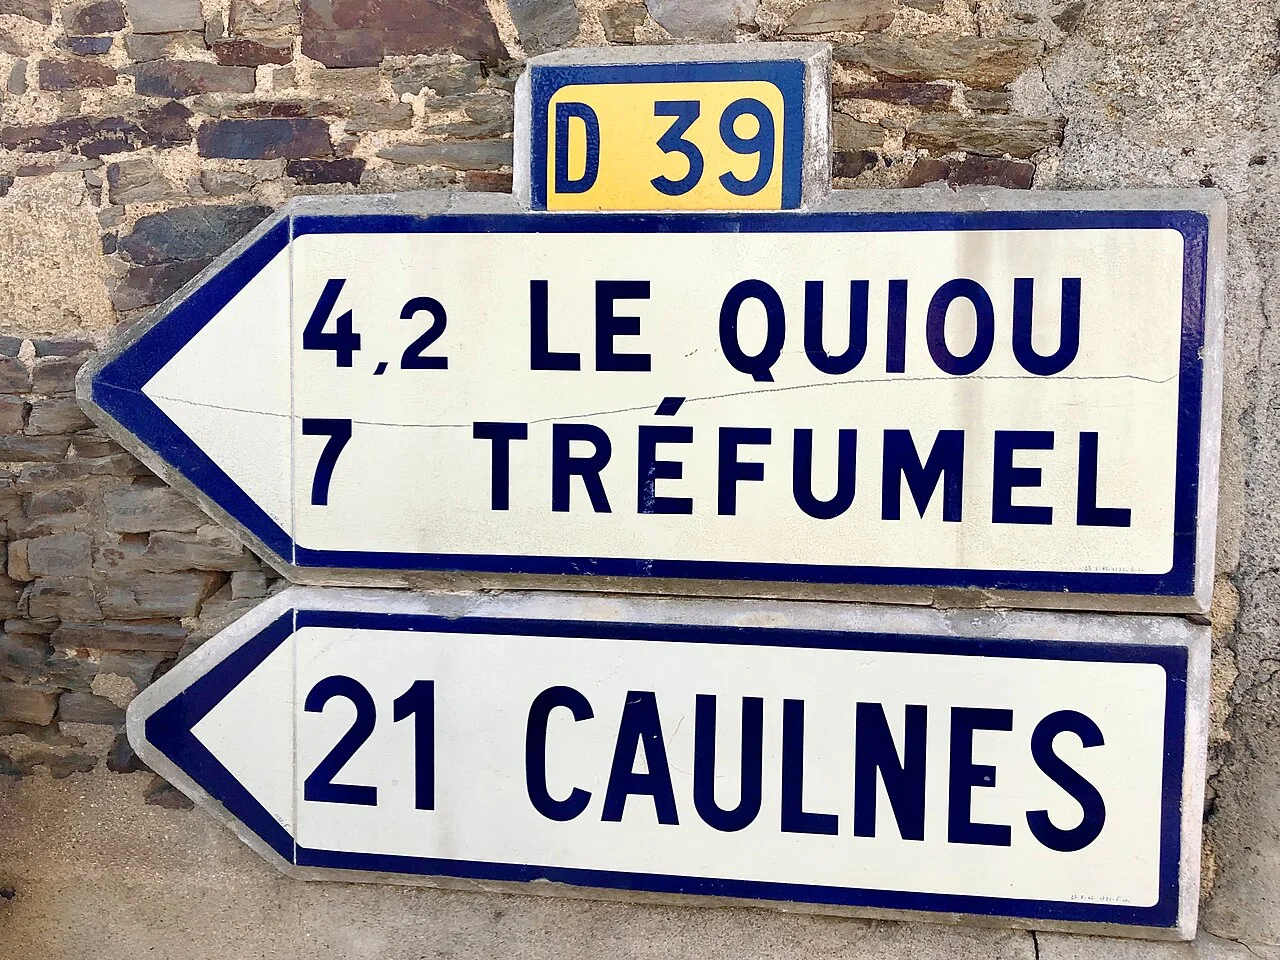 D 39
4,2 LE QUIOU
7 TRÉFUMEL
21 CAULNES